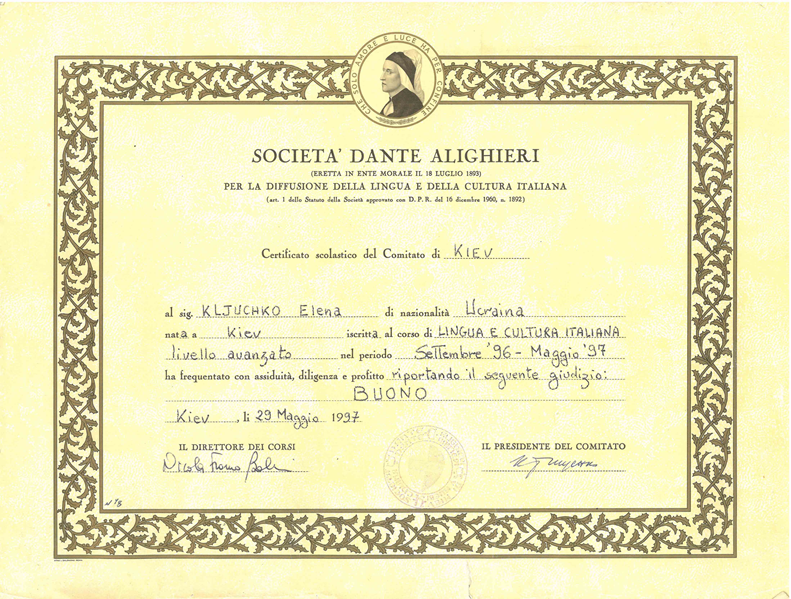 CHE SOLO AMORE E LUCE HA PER CONFINE
SOCIETA' DANTE ALIGHIERI
(ERETTA IN ENTE MORALE IL 18 LUGLIO 1893)
PER LA DIFFUSIONE DELLA LINGUA E DELLA CULTURA ITALIANA
(art. 1 dello Statuto della Società approvato con D. P. R. del 16 dicembre 1960, n. 1892)
Certificato scolastico del Comitato di KIEV
al sig. KLJUCHKO Elena di nazionalità Ucraina
nata a Kiev iscritta al corso di LINGUA E CULTURA ITALIANA
livello avanzato nel periodo SETTembre '96 - Maggio '97
ha frequentato con assiduità, diligenza e profitto riportando il seguente giudizio:
BUONO
Kiev, li 29 Maggio 1997
IL DIRETTORE DEI CORSI IL PRESIDENTE DEL COMITATO
Nicola Franco